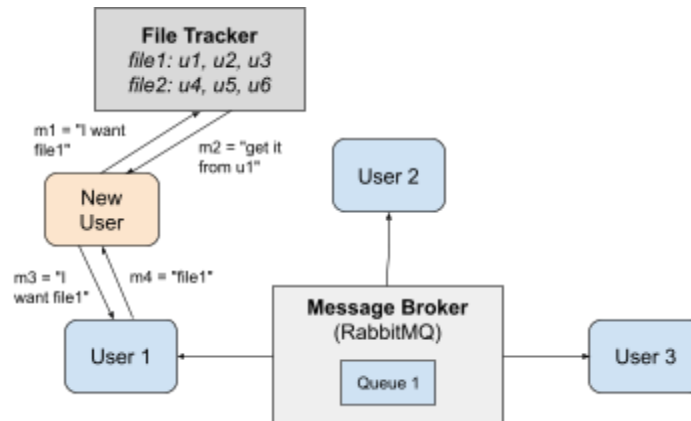 File Tracker
file1: u1, u2, u3
file2: u4, u5, u6
m1 = "I want
file1"
m2 = "get it
from u1"
New
User
User 2
m3 = "I
want file1"
m4 = "file1"
Message Broker
(RabbitMQ)
User 1
Queue 1
User 3